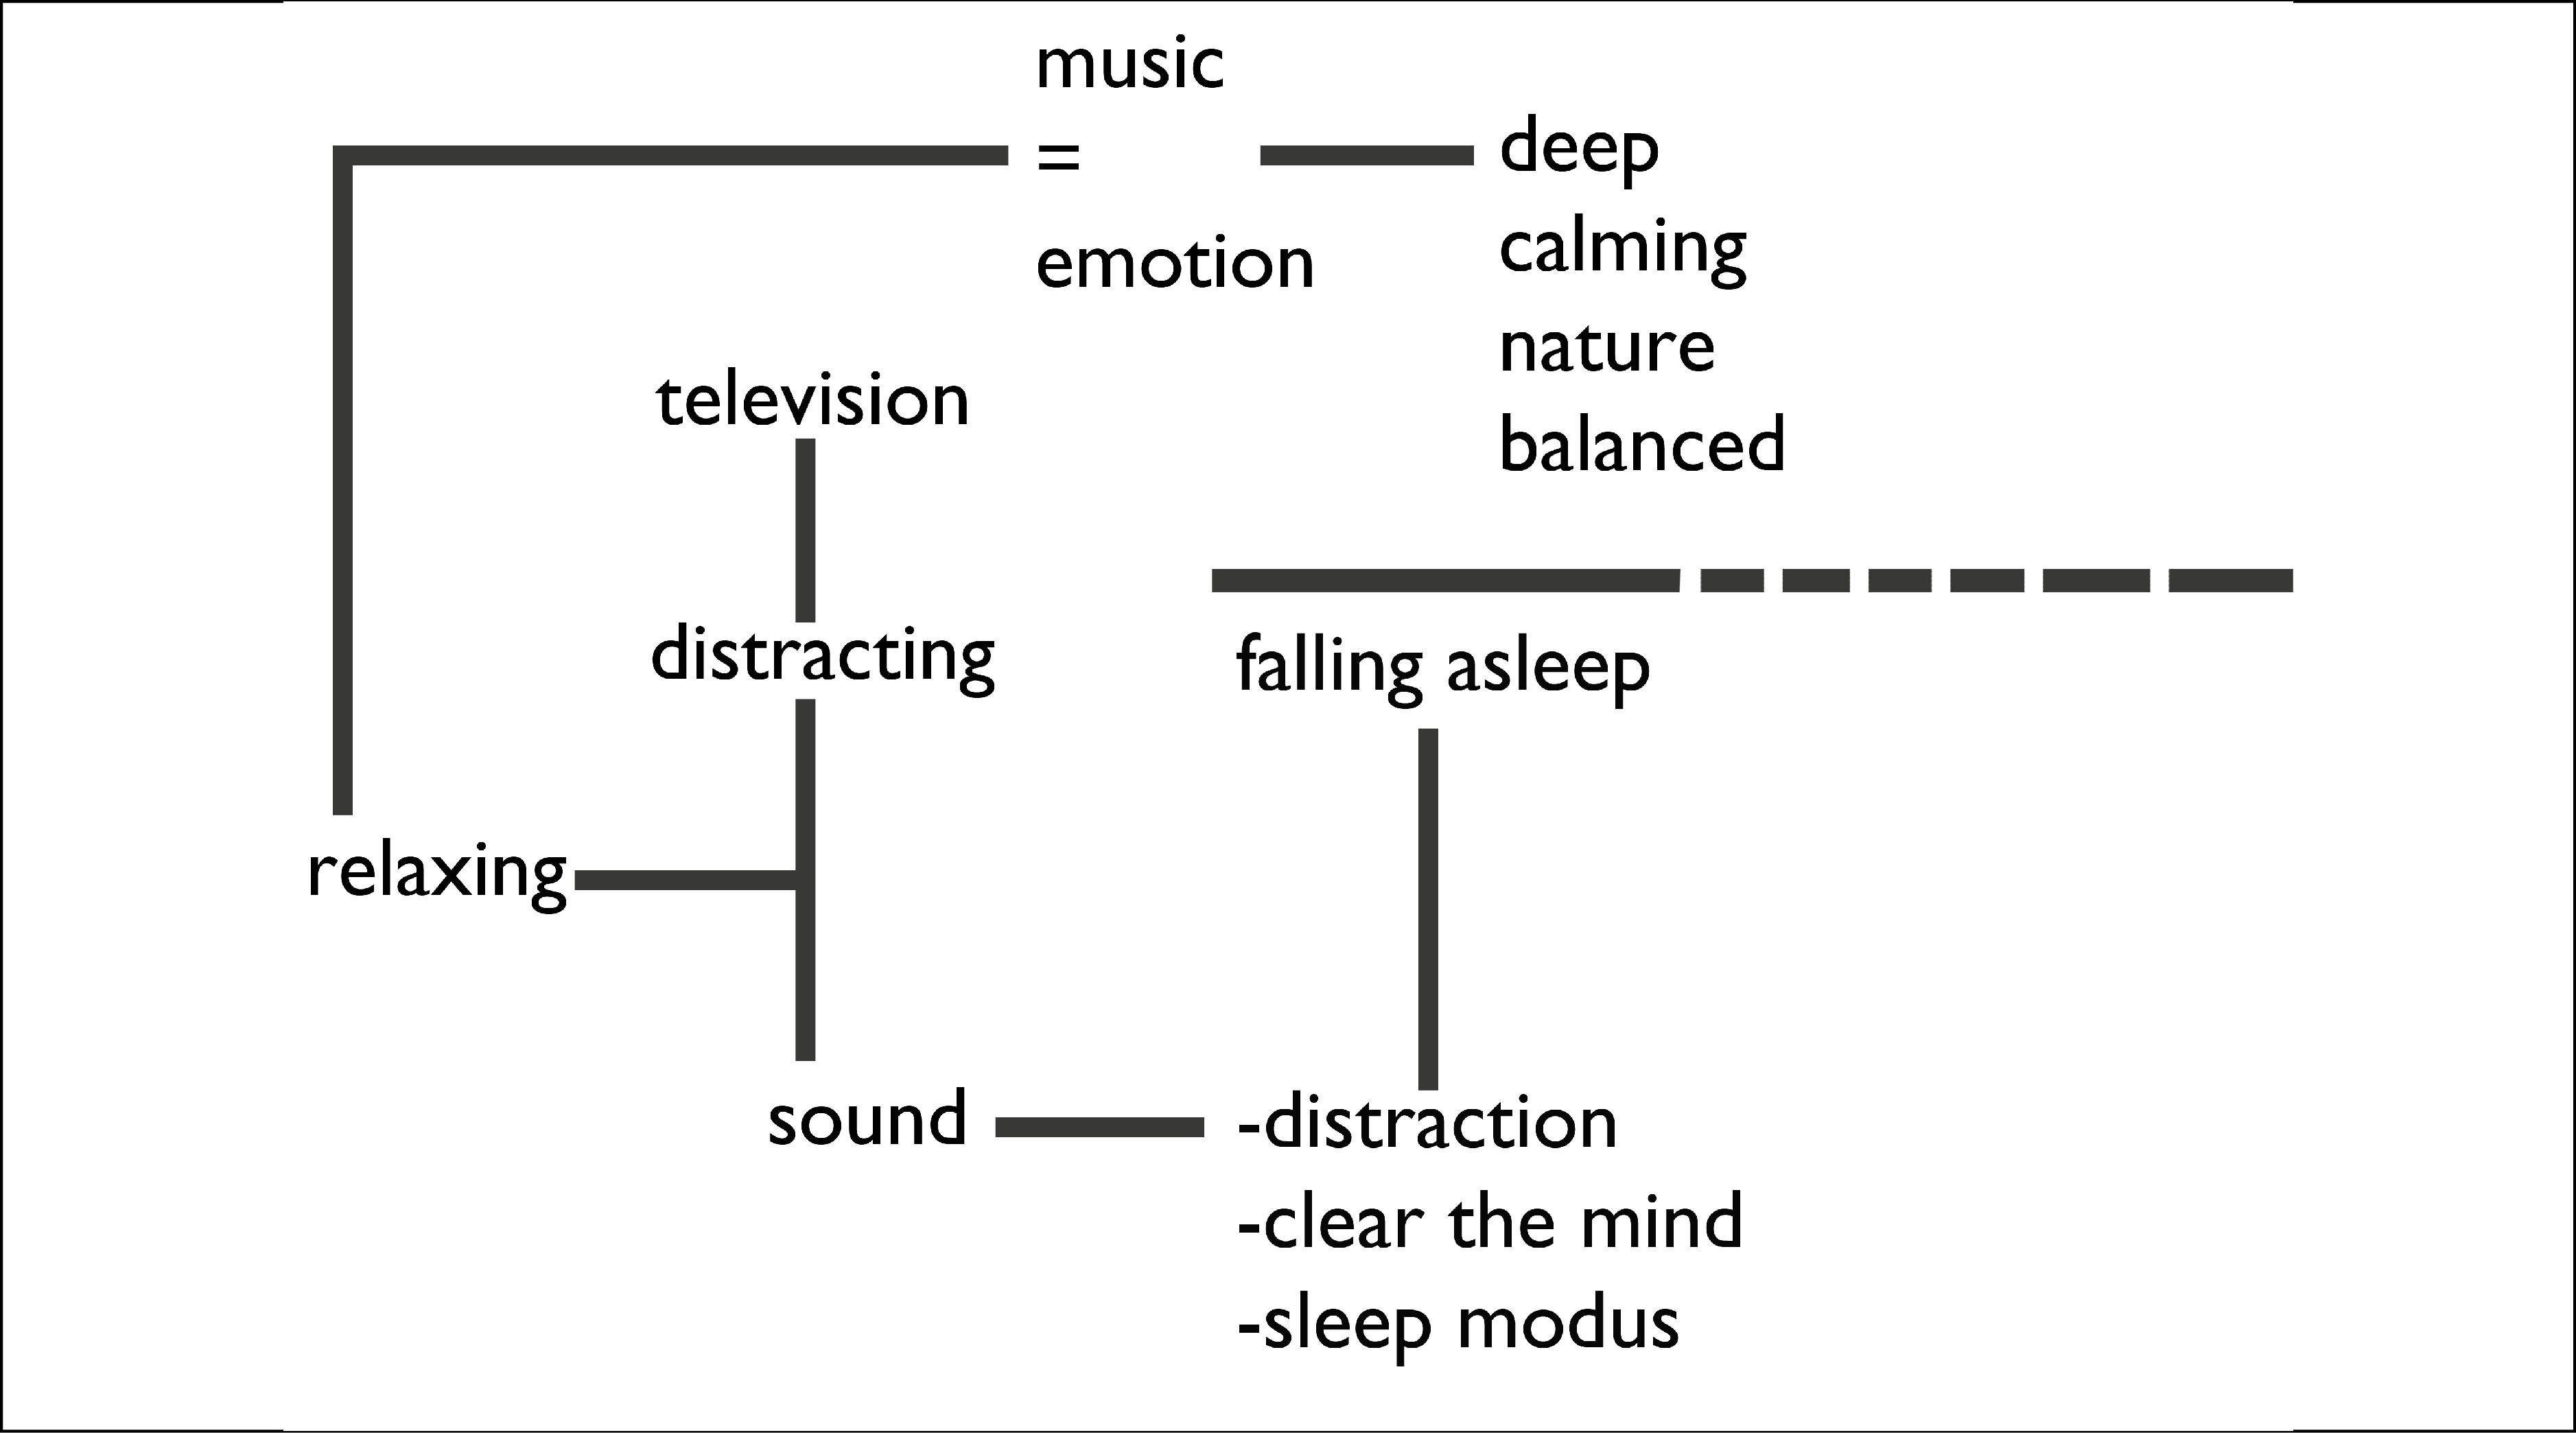 music
=
emotion
deep
calming
nature
balanced
television
distracting
falling asleep
relaxing
sound
-distraction
-clear the mind
-sleep modus